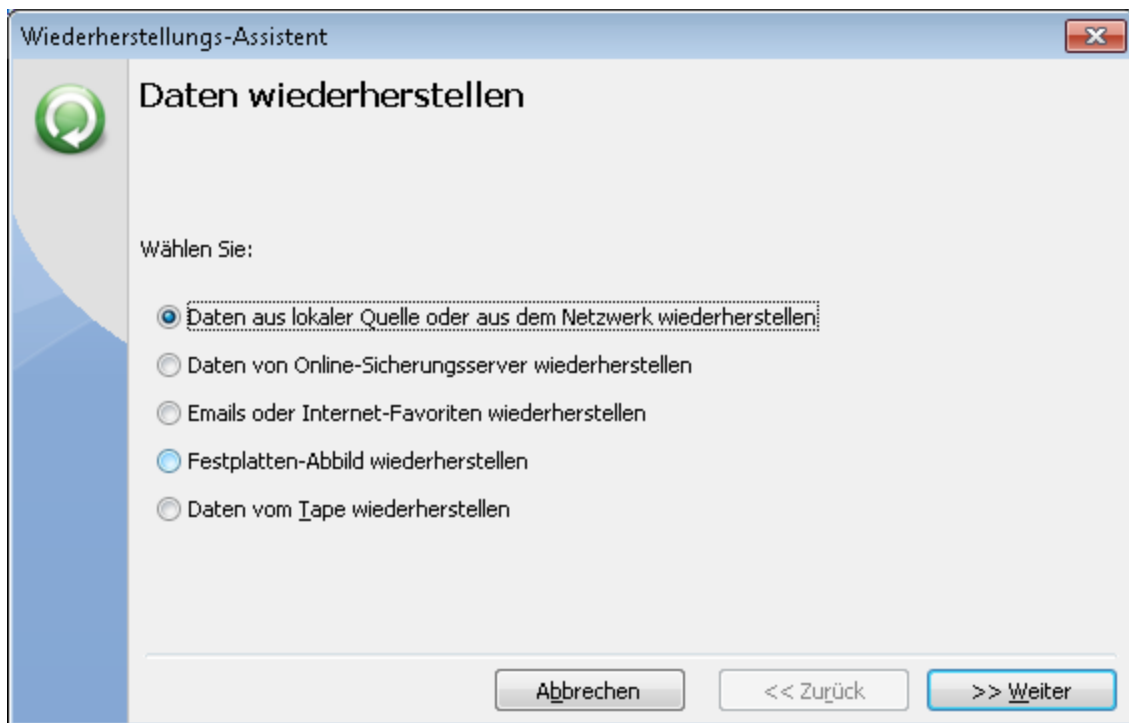 Wiederherstellungs-Assistent
Daten wiederherstellen
Wählen Sie:
Daten aus lokaler Quelle oder aus dem Netzwerk wiederherstellen
Daten von Online-Sicherungsserver wiederherstellen
Emails oder Internet-Favoriten wiederherstellen
Festplatten-Abbild wiederherstellen
Daten vom Tape wiederherstellen
Abbrechen
<< Zurück
>> Weiter